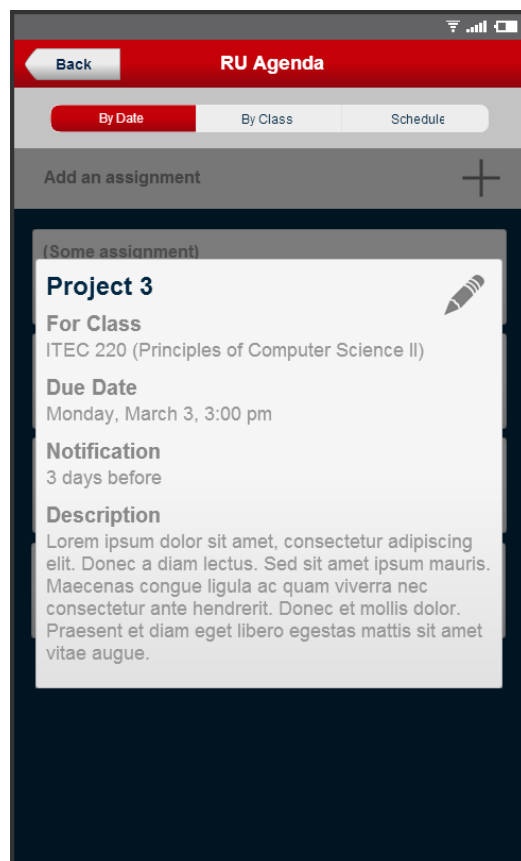 Back
RU Agenda
By Date
By Class
Schedule
Add an assignment
(Some assignment)
Project 3
For Class
ITEC 220 (Principles of Computer Science II)
Due Date
Monday, March 3, 3:00 pm
Notification
3 days before
Description
Lorem ipsum dolor sit amet, consectetur adipiscing
elit. Donec a diam lectus. Sed sit amet ipsum mauris.
Maecenas congue ligula ac quam viverra nec
consectetur ante hendrerit. Donec et mollis dolor.
Praesent et diam eget libero egestas mattis sit amet
vitae augue.